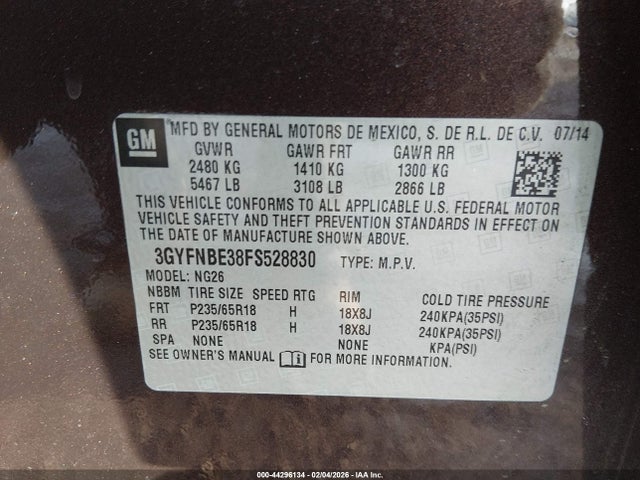 GM MFD BY GENERAL MOTORS DE MEXICO, S. DE R.L. DE C.V. 07/14
GVWR GAWR FRT GAWR RR
2480 KG 1410 KG 1300 KG
5467 LB 3108 LB 2866 LB
THIS VEHICLE CONFORMS TO ALL APPLICABLE U.S. FEDERAL MOTOR
VEHICLE SAFETY AND THEFT PREVENTION STANDARDS IN EFFECT ON
THE DATE OF MANUFACTURE SHOWN ABOVE.
3GYFNBE38FS528830 TYPE: M.P.V.
MODEL: NG26
NBBM TIRE SIZE SPEED RTG RIM COLD TIRE PRESSURE
FRT P235/65R18 H 18X8J 240KPA(35PSI)
RR P235/65R18 H 18X8J 240KPA(35PSI)
SPA NONE NONE KPA(PSI)
SEE OWNER'S MANUAL FOR MORE INFORMATION.
000-44296134 - 02/04/2026 - IAA Inc.